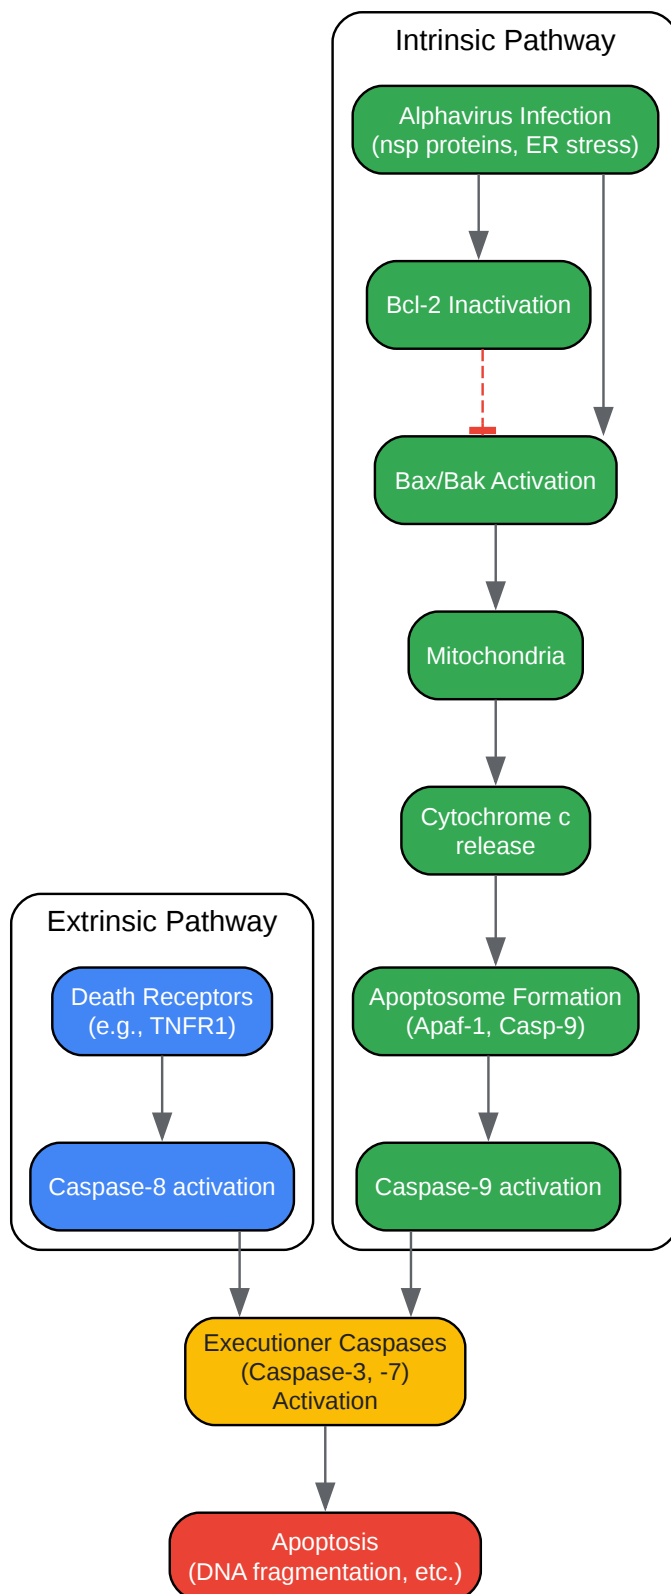 Intrinsic Pathway
Alphavirus Infection
(nsp proteins, ER stress)
Bcl-2 Inactivation
Bax/Bak Activation
Mitochondria
Cytochrome c
release
Extrinsic Pathway
Death Receptors
(e.g., TNFR1)
Apoptosome Formation
(Apaf-1, Casp-9)
Caspase-8 activation
Caspase-9 activation
Executioner Caspases
(Caspase-3, -7)
Activation
Apoptosis
(DNA fragmentation, etc.)